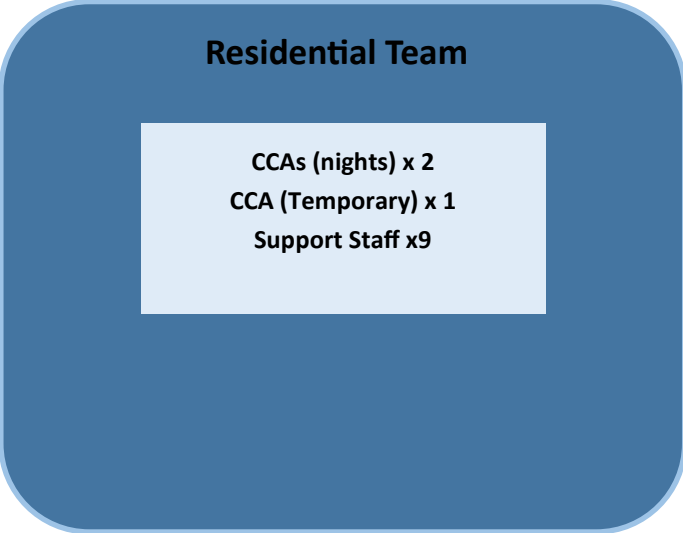 Residential Team
CCAs (nights) x 2
CCA (Temporary) x 1
Support Staff x9